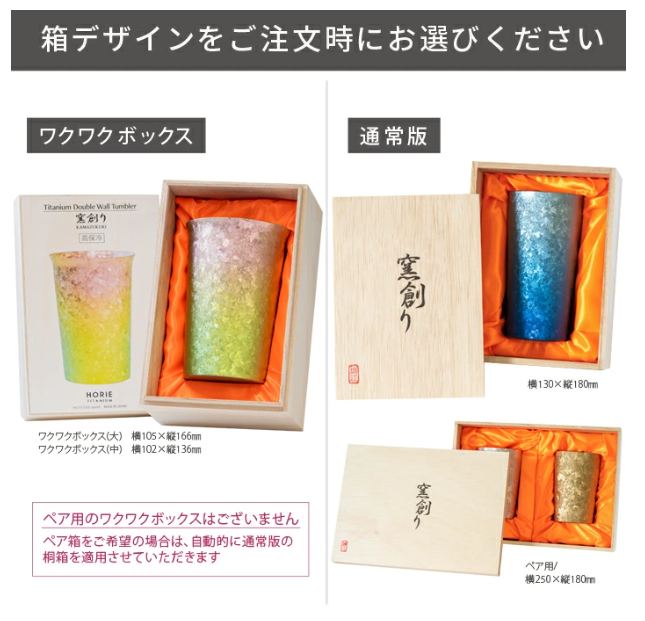 箱デザインをご注文時にお選びください
ワクワクボックス
Titanium Double Wall Tumbler
窯創り
KAMAZUKURI
高保冷
HORIE
TITANIUM
ワクワクボックス(大) 横105×縦166㎜
ワクワクボックス(中) 横102×縦136㎜
ペア用のワクワクボックスはございません
ペア箱をご希望の場合は、自動的に通常版の
桐箱を適用させていただきます
通常版
窯創り
横130×縦180㎜
窯創り
ペア用/
横250×縦180㎜